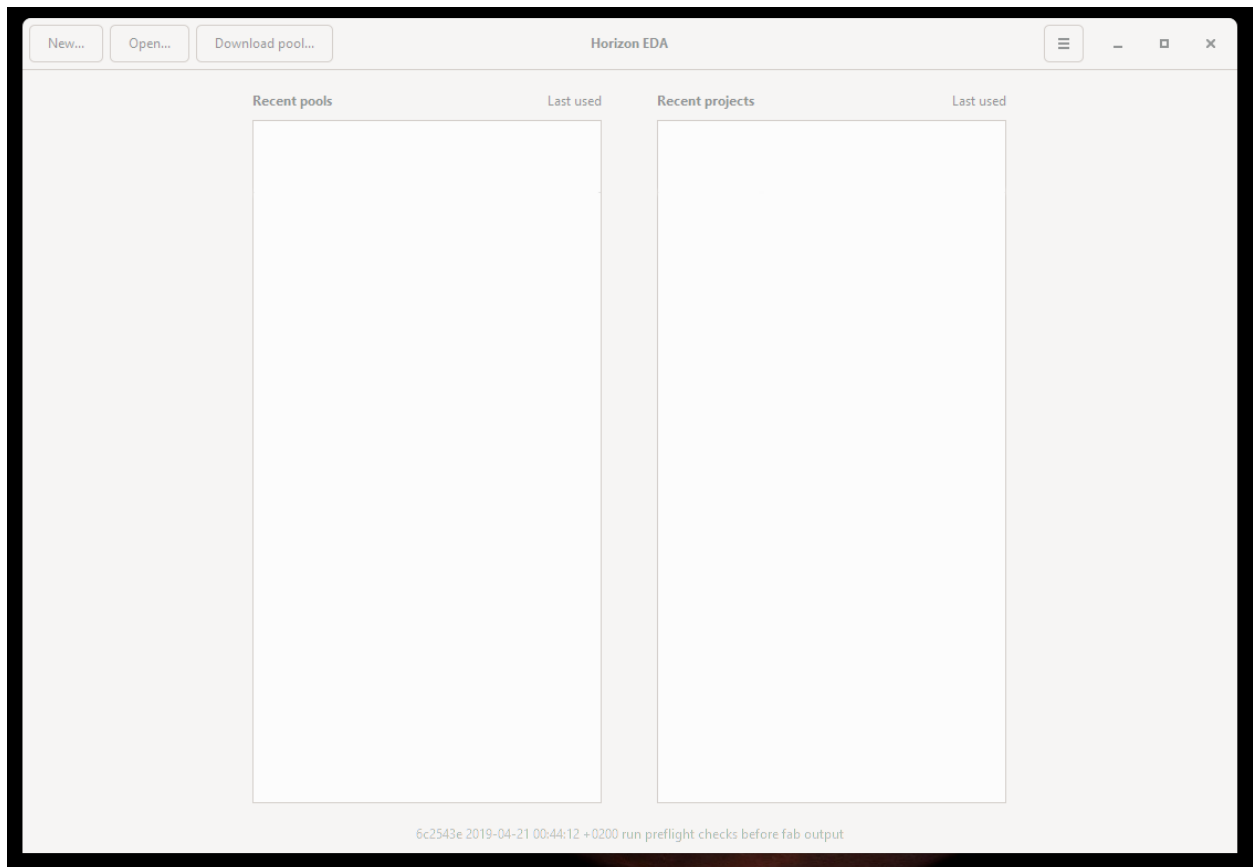 New... Open... Download pool... Horizon EDA
Recent pools Last used Recent projects Last used
6c2543e 2019-04-21 00:44:12 +0200 run preflight checks before fab output